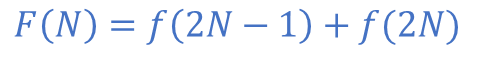 F(N) = f(2N − 1) + f(2N)